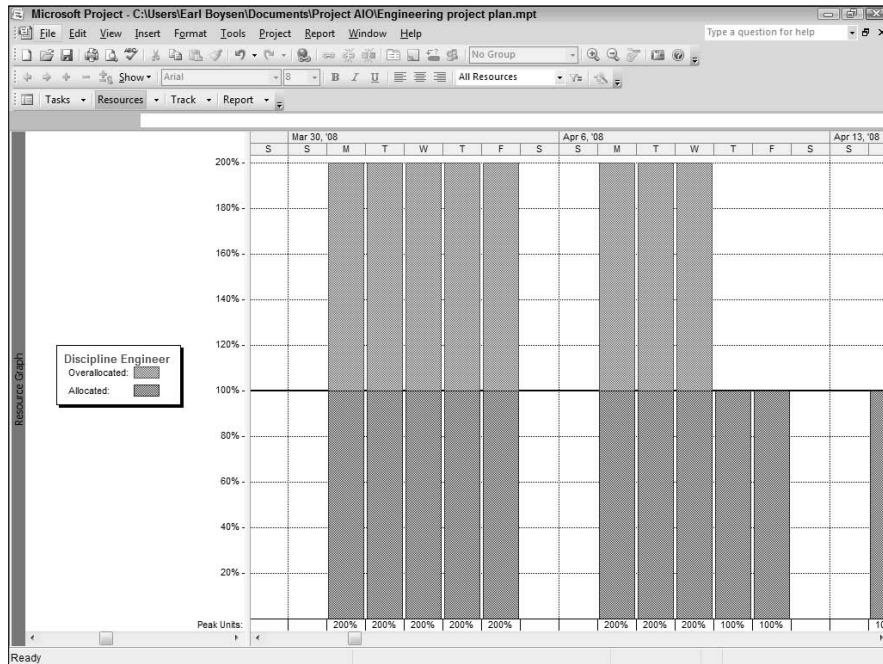 Microsoft Project - C:\Users\Earl Boysen\Documents\Project AIO\Engineering project plan.mpt
File Edit View Insert Format Tools Project Report Window Help Type a question for help
No Group
Show Arial 8 B I U All Resources
Tasks Resources Track Report
Mar 30, '08 Apr 6, '08 Apr 13, '08
S S M T W T F S S M T W T F S S
200%
180%
160%
140%
120%
Discipline Engineer
Overallocated:
Allocated:
100%
80%
60%
40%
20%
Resource Graph
Peak Units: 200% 200% 200% 200% 200% 200% 200% 200% 100% 100% 10
Ready